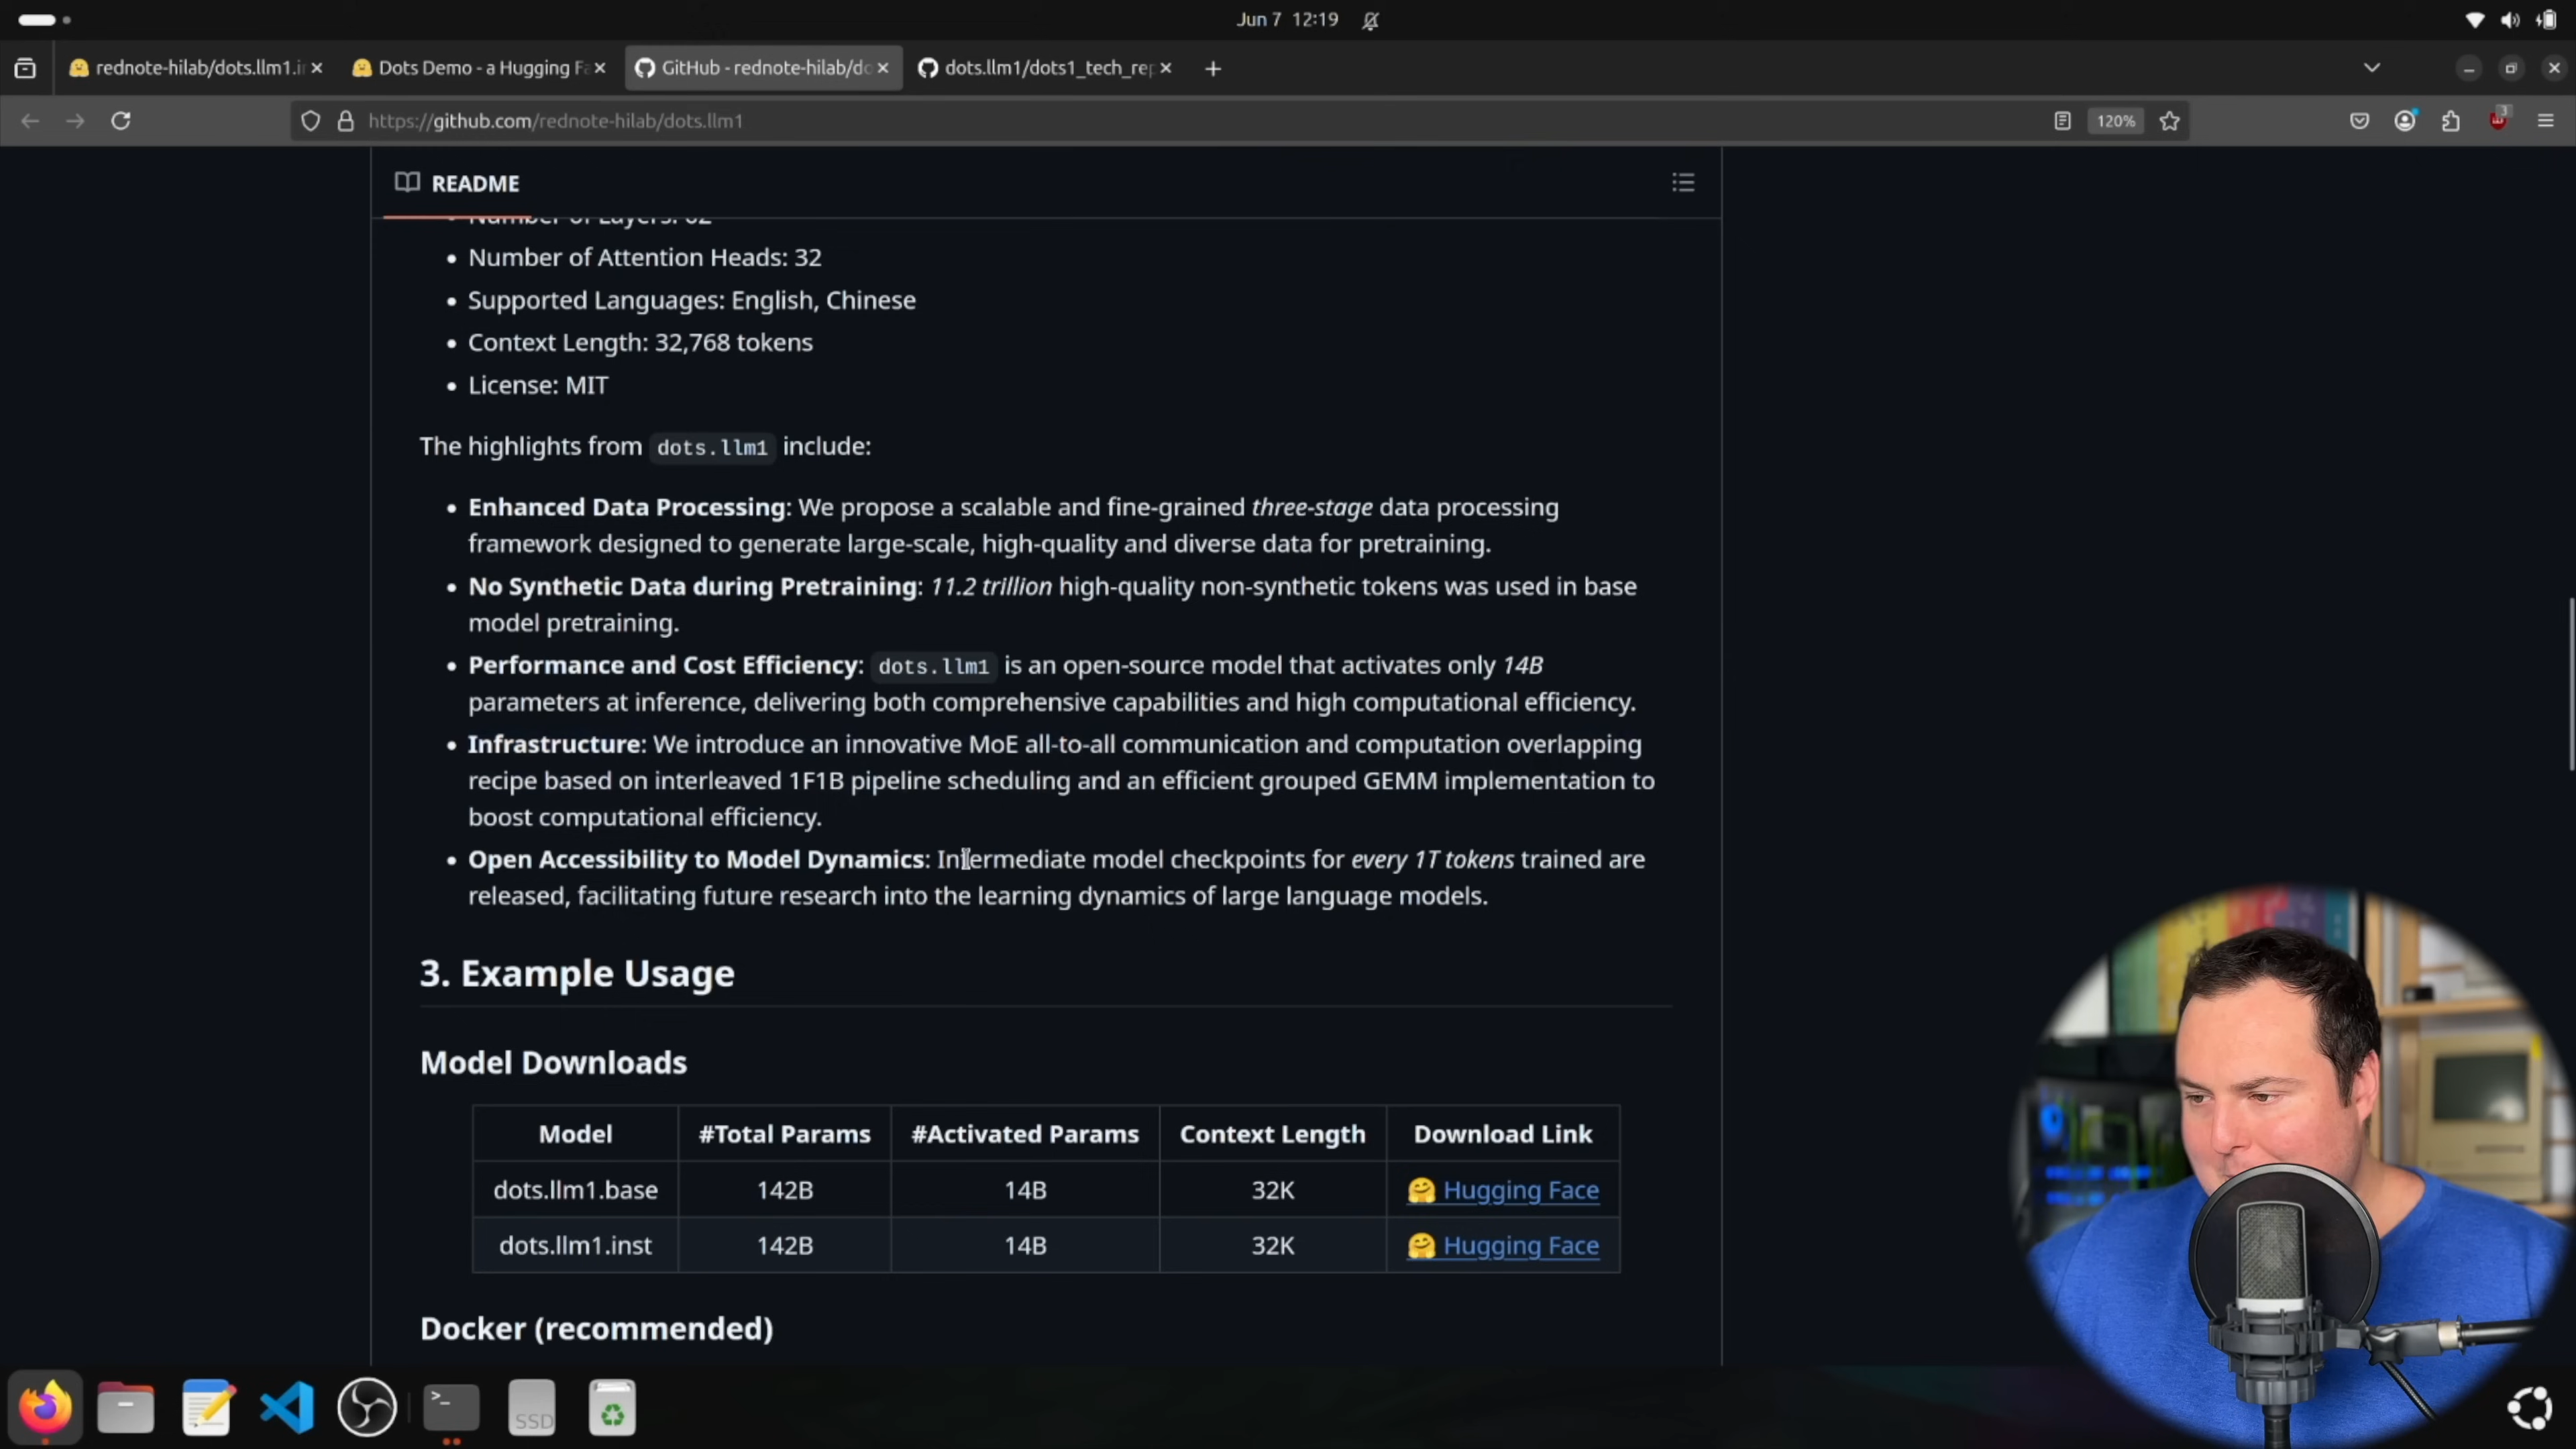 Jun 7 12:19
rednote-hilab/dots.llm1.i
Dots Demo - a Hugging Fa
GitHub - rednote-hilab/do
dots.llm1/dots1_tech_rep
https://github.com/rednote-hilab/dots.llm1
120%
3
README
Number of Layers: 62
Number of Attention Heads: 32
Supported Languages: English, Chinese
Context Length: 32,768 tokens
License: MIT
The highlights from dots.llm1 include:
Enhanced Data Processing: We propose a scalable and fine-grained three-stage data processing
framework designed to generate large-scale, high-quality and diverse data for pretraining.
No Synthetic Data during Pretraining: 11.2 trillion high-quality non-synthetic tokens was used in base
model pretraining.
Performance and Cost Efficiency: dots.llm1 is an open-source model that activates only 14B
parameters at inference, delivering both comprehensive capabilities and high computational efficiency.
Infrastructure: We introduce an innovative MoE all-to-all communication and computation overlapping
recipe based on interleaved 1F1B pipeline scheduling and an efficient grouped GEMM implementation to
boost computational efficiency.
Open Accessibility to Model Dynamics: Intermediate model checkpoints for every 1T tokens trained are
released, facilitating future research into the learning dynamics of large language models.
3. Example Usage
Model Downloads
Model #Total Params #Activated Params Context Length Download Link
dots.llm1.base 142B 14B 32K 🤗 Hugging Face
dots.llm1.inst 142B 14B 32K 🤗 Hugging Face
Docker (recommended)
SSD